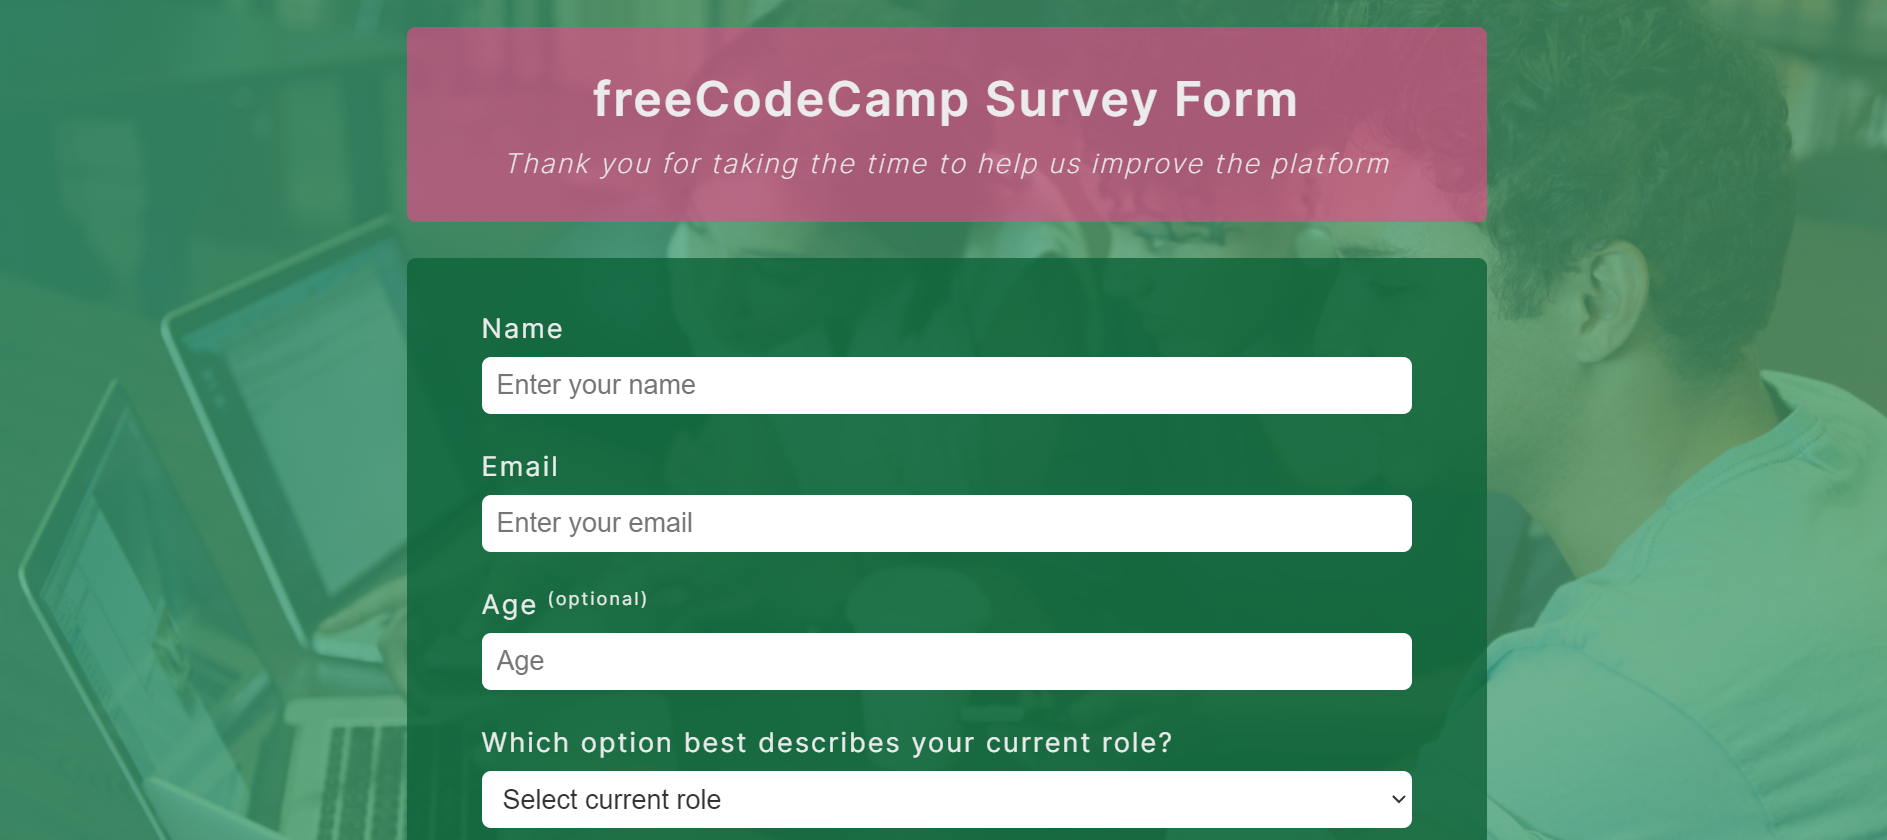 freeCodeCamp Survey Form
Thank you for taking the time to help us improve the platform
Name
Enter your name
Email
Enter your email
Age (optional)
Age
Which option best describes your current role?
Select current role